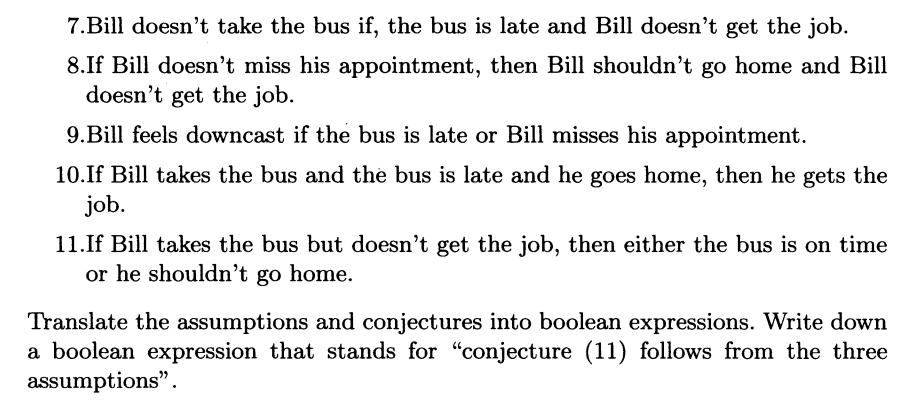 7.Bill doesn't take the bus if, the bus is late and Bill doesn't get the job.
8.If Bill doesn't miss his appointment, then Bill shouldn't go home and Bill
doesn't get the job.
9.Bill feels downcast if the bus is late or Bill misses his appointment.
10.If Bill takes the bus and the bus is late and he goes home, then he gets the
job.
11.If Bill takes the bus but doesn't get the job, then either the bus is on time
or he shouldn't go home.
Translate the assumptions and conjectures into boolean expressions. Write down
a boolean expression that stands for “conjecture (11) follows from the three
assumptions”.